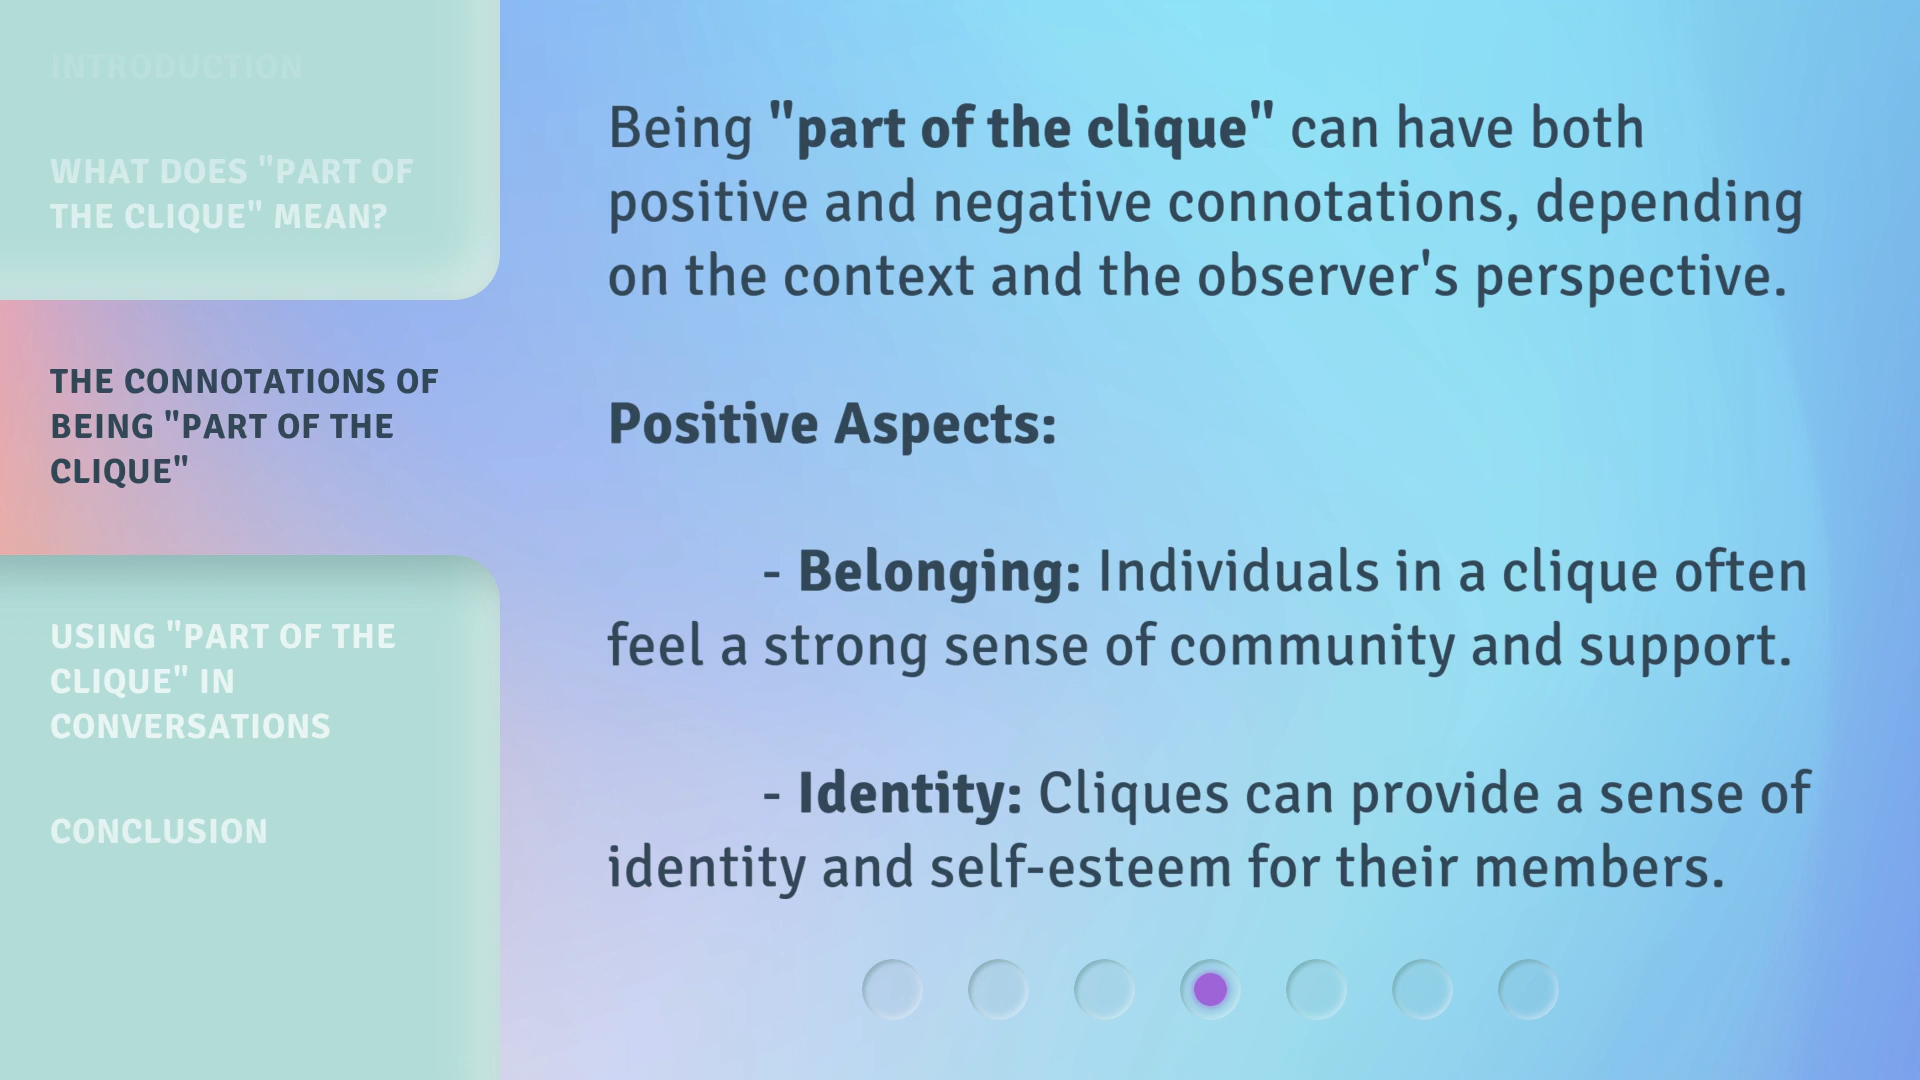 INTRODUCTION
WHAT DOES "PART OF
THE CLIQUE" MEAN?
THE CONNOTATIONS OF
BEING "PART OF THE
CLIQUE"
USING "PART OF THE
CLIQUE" IN
CONVERSATIONS
CONCLUSION
Being "part of the clique" can have both
positive and negative connotations, depending
on the context and the observer's perspective.
Positive Aspects:
- Belonging: Individuals in a clique often
feel a strong sense of community and support.
- Identity: Cliques can provide a sense of
identity and self-esteem for their members.